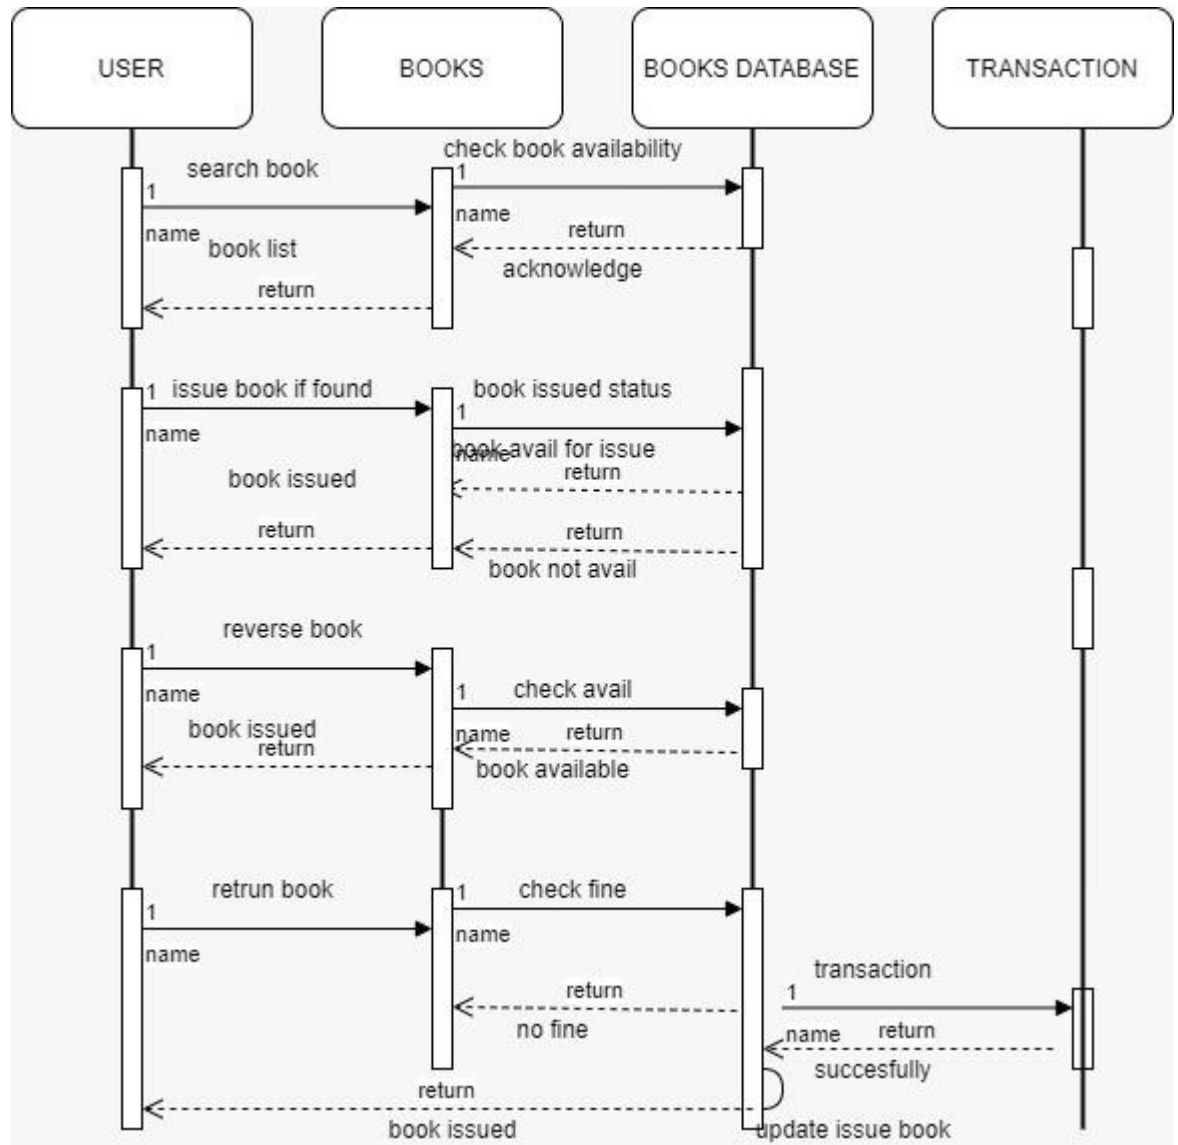 USER
BOOKS
BOOKS DATABASE
TRANSACTION
check book availability
search book
1
1
name
name
return
book list
acknowledge
return
1
issue book if found
book issued status
1
name
book avail for issue
name
return
book issued
return
return
book not avail
reverse book
1
name
1
check avail
book issued
name
return
return
book available
retrun book
1
check fine
1
name
name
transaction
return
1
no fine
name
return
succesfully
return
book issued
update issue book